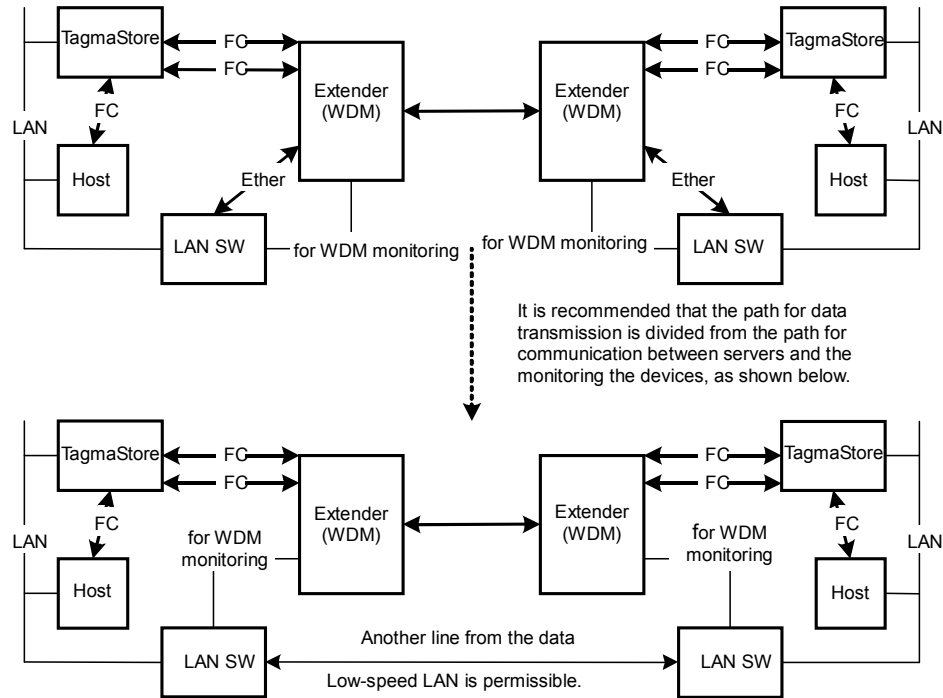 TagmaStore
FC
FC
FC
LAN
Host
Extender
(WDM)
Ether
LAN SW
for WDM monitoring
Extender
(WDM)
FC
FC
TagmaStore
FC
LAN
Host
Ether
for WDM monitoring
LAN SW
It is recommended that the path for data
transmission is divided from the path for
communication between servers and the
monitoring the devices, as shown below.
TagmaStore
FC
FC
FC
LAN
Host
Extender
(WDM)
for WDM
monitoring
LAN SW
Extender
(WDM)
FC
FC
TagmaStore
FC
LAN
Host
for WDM
monitoring
LAN SW
Another line from the data
Low-speed LAN is permissible.